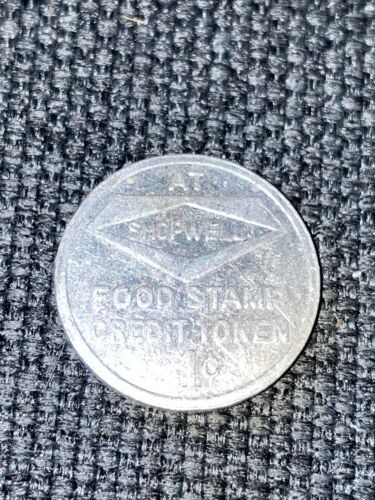 AT
SHOPWELL
FOOD STAMP
CREDIT TOKEN
1¢